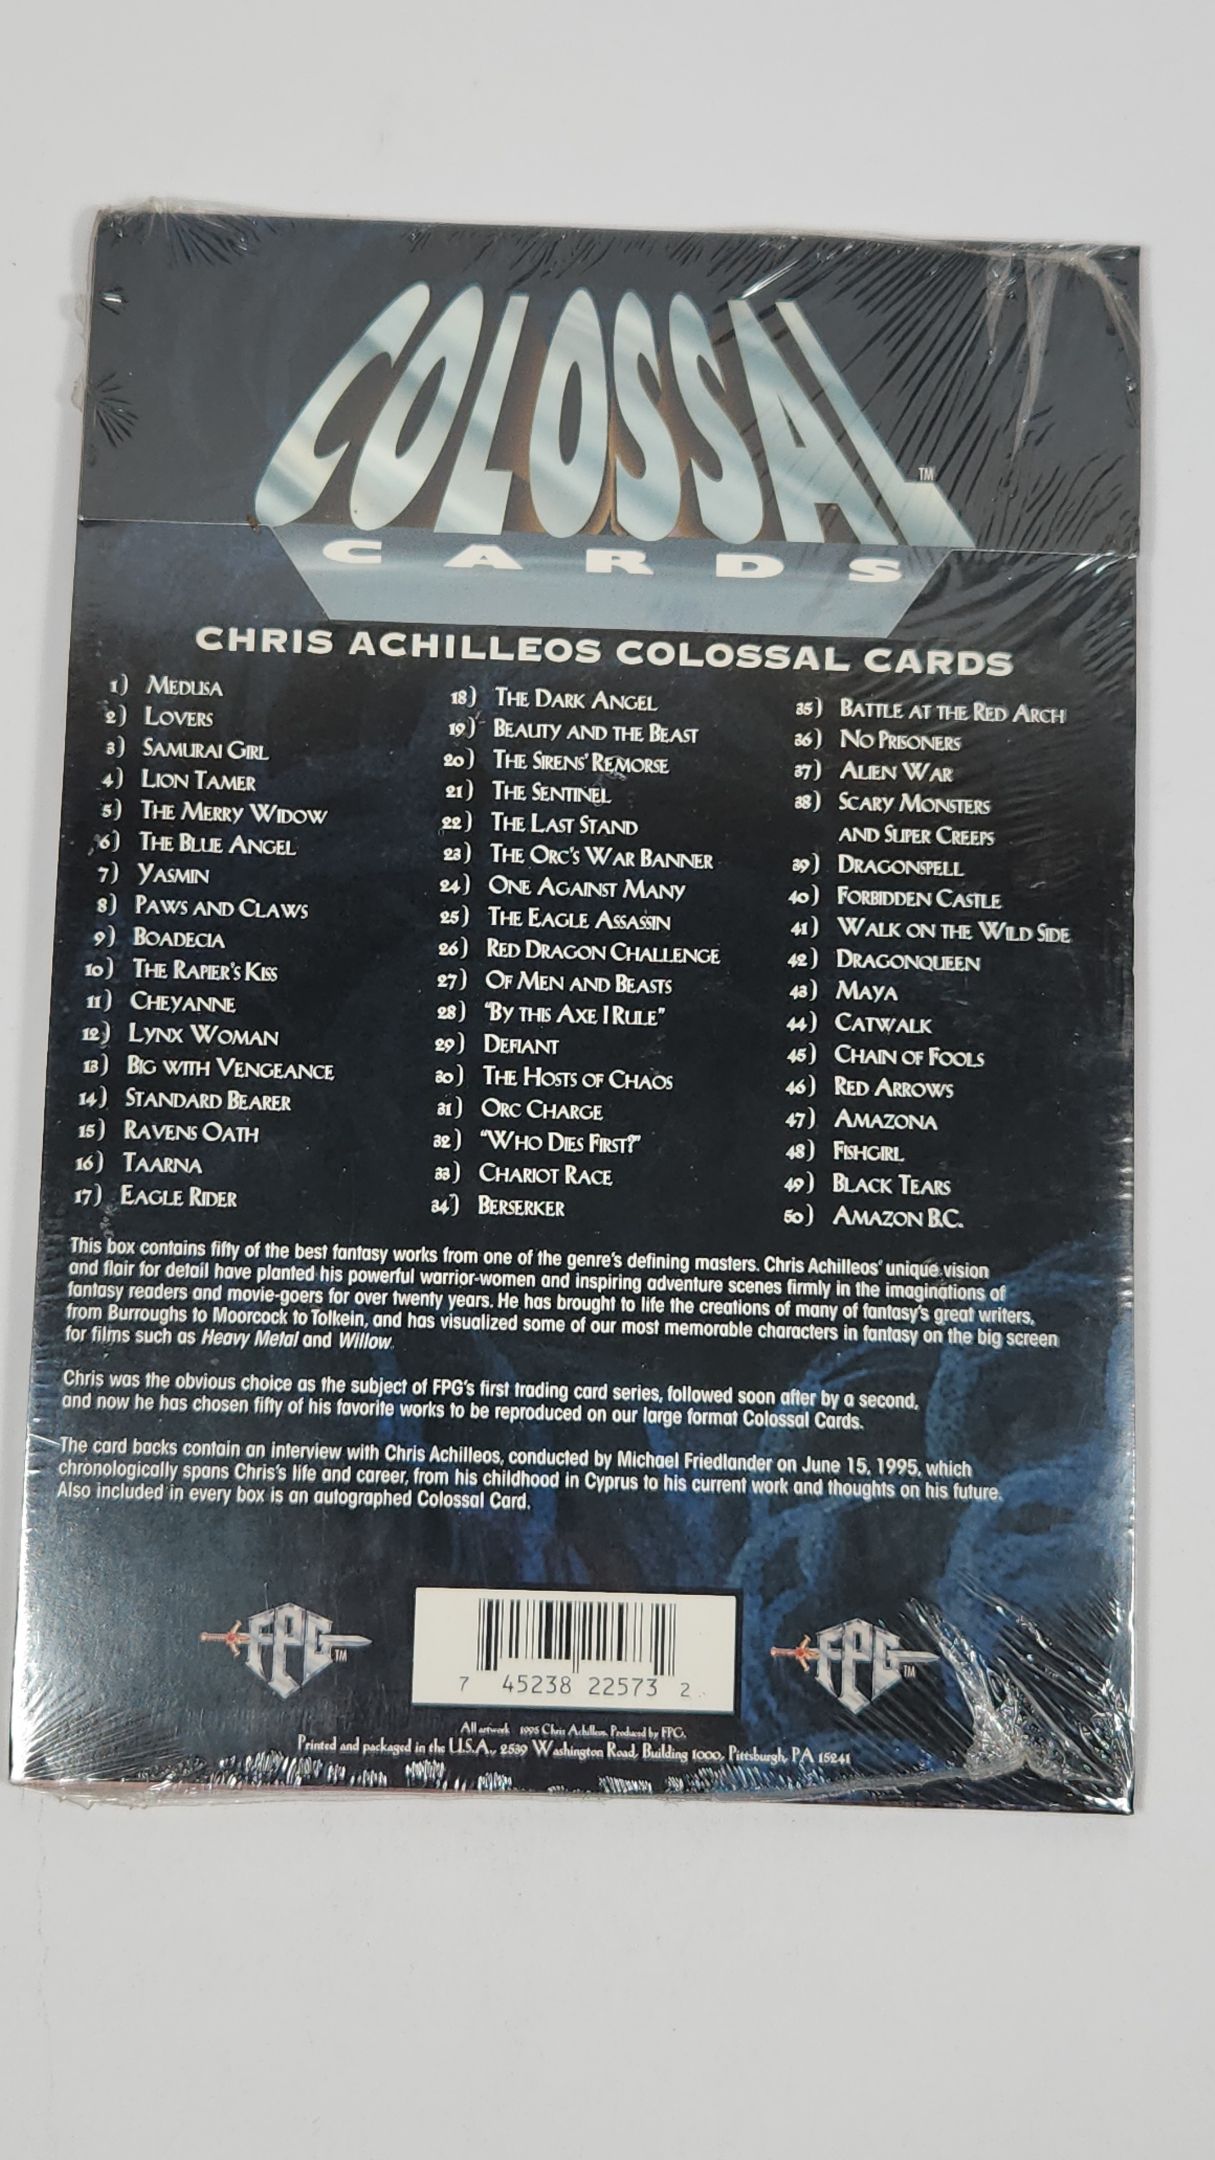 COLOSSAL™
CARDS
CHRIS ACHILLEOS COLOSSAL CARDS
1) MEDUSA
2) LOVERS
3) SAMURAI GIRL
4) LION TAMER
5) THE MERRY WIDOW
6) THE BLUE ANGEL
7) YASMIN
8) PAWS AND CLAWS
9) BOADECIA
10) THE RAPIER'S KISS
11) CHEYANNE
12) LYNX WOMAN
13) BIG WITH VENGEANCE
14) STANDARD BEARER
15) RAVENS OATH
16) TAARNA
17) EAGLE RIDER
18) THE DARK ANGEL
19) BEAUTY AND THE BEAST
20) THE SIRENS' REMORSE
21) THE SENTINEL
22) THE LAST STAND
23) THE ORC'S WAR BANNER
24) ONE AGAINST MANY
25) THE EAGLE ASSASSIN
26) RED DRAGON CHALLENGE
27) OF MEN AND BEASTS
28) "BY THIS AXE I RULE"
29) DEFIANT
30) THE HOSTS OF CHAOS
31) ORC CHARGE
32) "WHO DIES FIRST?"
33) CHARIOT RACE
34) BERSERKER
35) BATTLE AT THE RED ARCH
36) NO PRISONERS
37) ALIEN WAR
38) SCARY MONSTERS
AND SUPER CREEPS
39) DRAGONSPELL
40) FORBIDDEN CASTLE
41) WALK ON THE WILD SIDE
42) DRAGONQUEEN
43) MAYA
44) CATWALK
45) CHAIN OF FOOLS
46) RED ARROWS
47) AMAZONA
48) FISHGIRL
49) BLACK TEARS
50) AMAZON B.C.
This box contains fifty of the best fantasy works from one of the genre's defining masters. Chris Achilleos' unique vision
and flair for detail have planted his powerful warrior-women and inspiring adventure scenes firmly in the imaginations of
fantasy readers and movie-goers for over twenty years. He has brought to life the creations of many of fantasy's great writers,
from Burroughs to Moorcock to Tolkein, and has visualized some of our most memorable characters in fantasy on the big screen
for films such as Heavy Metal and Willow.
Chris was the obvious choice as the subject of FPG's first trading card series, followed soon after by a second,
and now he has chosen fifty of his favorite works to be reproduced on our large format Colossal Cards.
The card backs contain an interview with Chris Achilleos, conducted by Michael Friedlander on June 15, 1995, which
chronologically spans Chris's life and career, from his childhood in Cyprus to his current work and thoughts on his future.
Also included in every box is an autographed Colossal Card.
FPG™
7 45238 22573 2
FPG™
All artwork 1995 Chris Achilleos. Produced by FPG.
Printed and packaged in the U.S.A., 2539 Washington Road, Building 1000, Pittsburgh, PA 15241